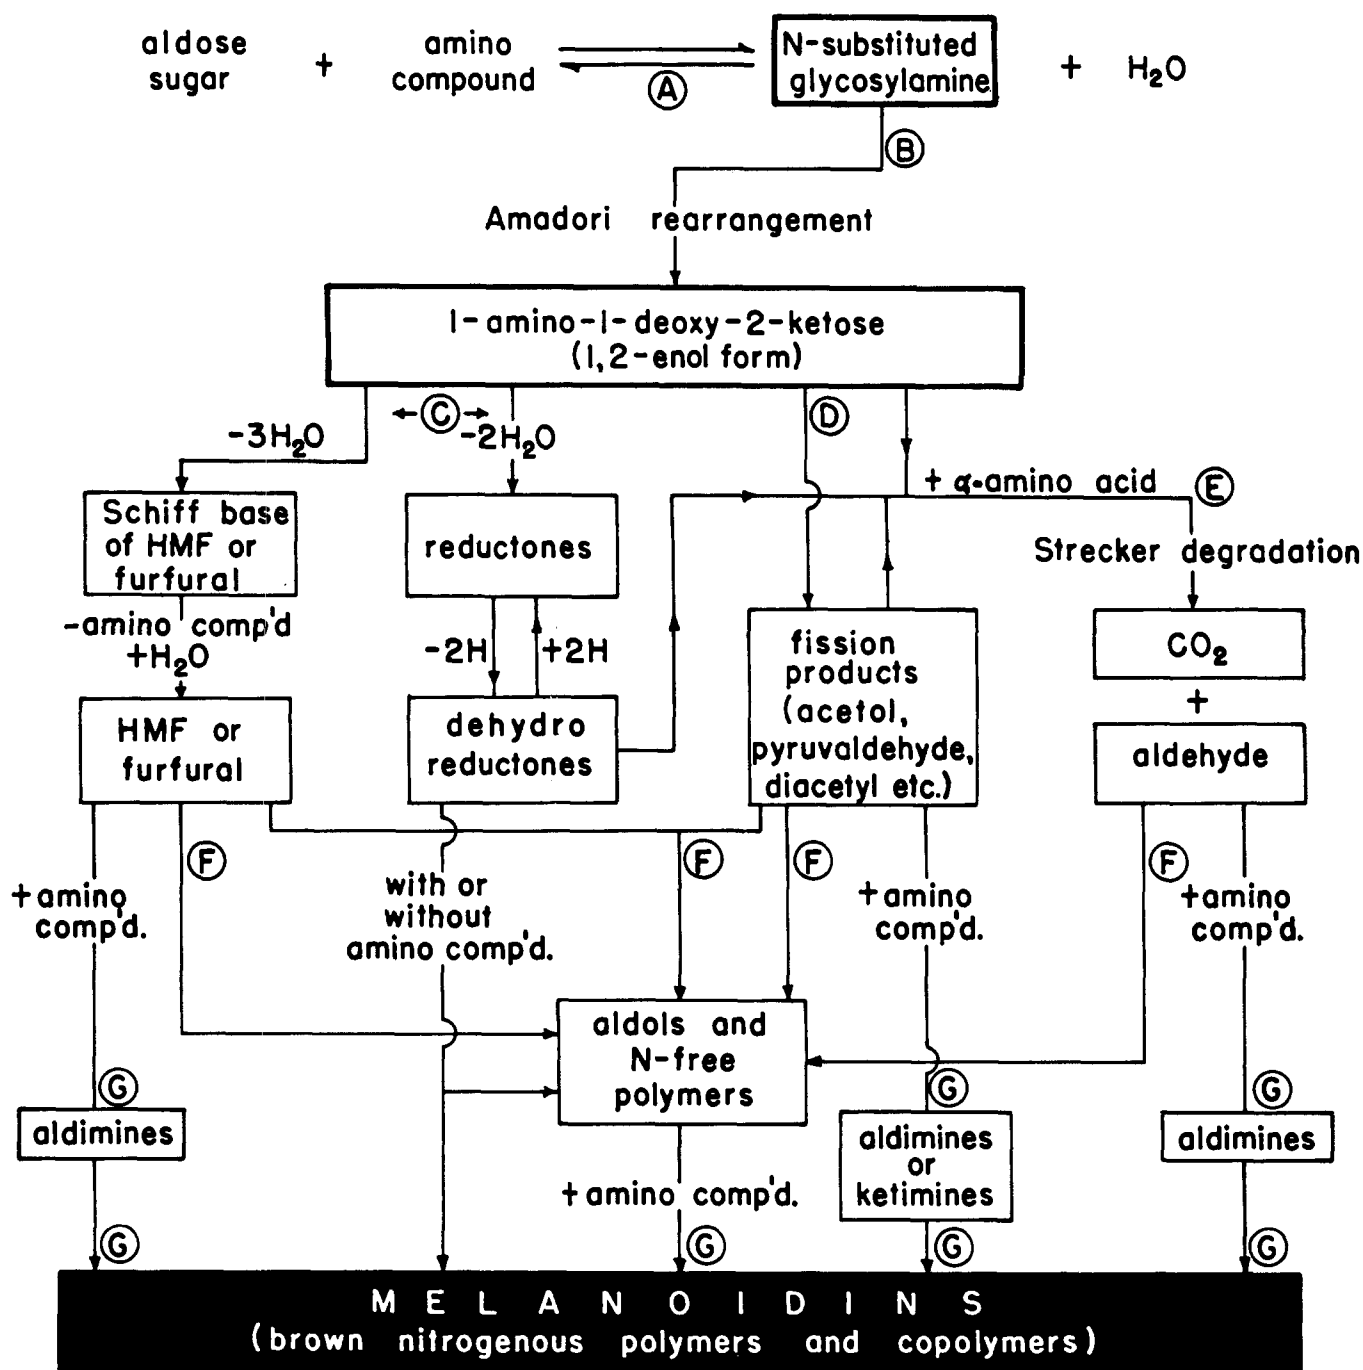 aldose
sugar
+
amino
compound
Ⓐ
N-substituted
glycosylamine
+ H₂O
Ⓑ
Amadori rearrangement
1-amino-1-deoxy-2-ketose
(1,2-enol form)
Ⓒ
Ⓓ
-3H₂O
-2H₂O
+ α-amino acid
Ⓔ
Strecker degradation
Schiff base
of HMF or
furfural
reductones
-amino comp'd
+H₂O
-2H
+2H
fission
products
(acetol,
pyruvaldehyde,
diacetyl etc.)
CO₂
+
aldehyde
HMF or
furfural
dehydro
reductones
Ⓕ
Ⓕ
Ⓕ
Ⓕ
+amino
comp'd.
with or
without
amino comp'd.
+amino
comp'd.
+amino
comp'd.
aldols and
N-free
polymers
Ⓖ
Ⓖ
Ⓖ
aldimines
aldimines
or
ketimines
aldimines
+amino comp'd.
Ⓖ
Ⓖ
Ⓖ
Ⓖ
MELANOIDINS
(brown nitrogenous polymers and copolymers)